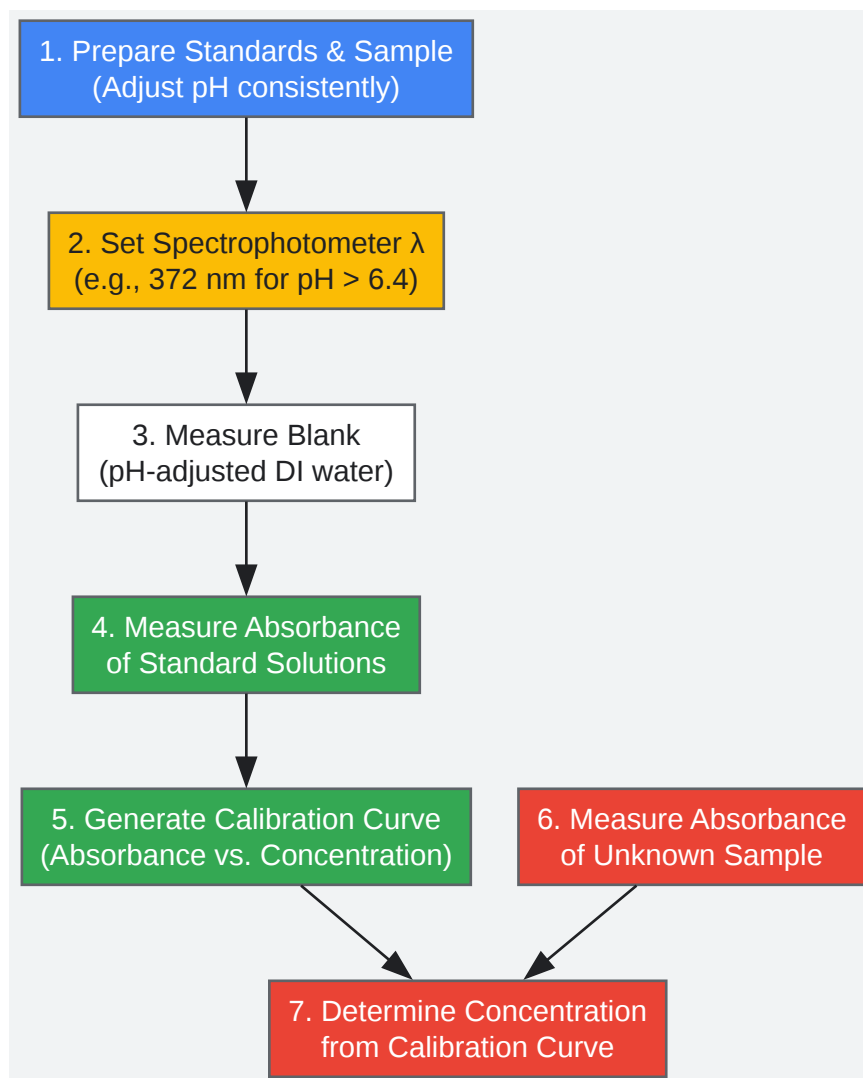 1. Prepare Standards & Sample
(Adjust pH consistently)
2. Set Spectrophotometer λ
(e.g., 372 nm for pH > 6.4)
3. Measure Blank
(pH-adjusted DI water)
4. Measure Absorbance
of Standard Solutions
5. Generate Calibration Curve
(Absorbance vs. Concentration)
6. Measure Absorbance
of Unknown Sample
7. Determine Concentration
from Calibration Curve